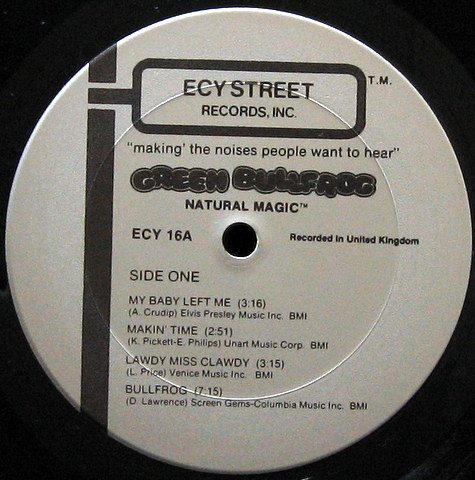 ECY STREET
RECORDS, INC.
T.M.
"making' the noises people want to hear"
GREEN BULLFROG
NATURAL MAGIC™
ECY 16A
Recorded in United Kingdom
SIDE ONE
MY BABY LEFT ME (3:16)
(A. Crudip) Elvis Presley Music Inc. BMI
MAKIN' TIME (2:51)
(K. Pickett-E. Philips) Unart Music Corp. BMI
LAWDY MISS CLAWDY (3:15)
(L. Price) Venice Music Inc. BMI
BULLFROG (7:15)
(D. Lawrence) Screen Gems-Columbia Music Inc. BMI